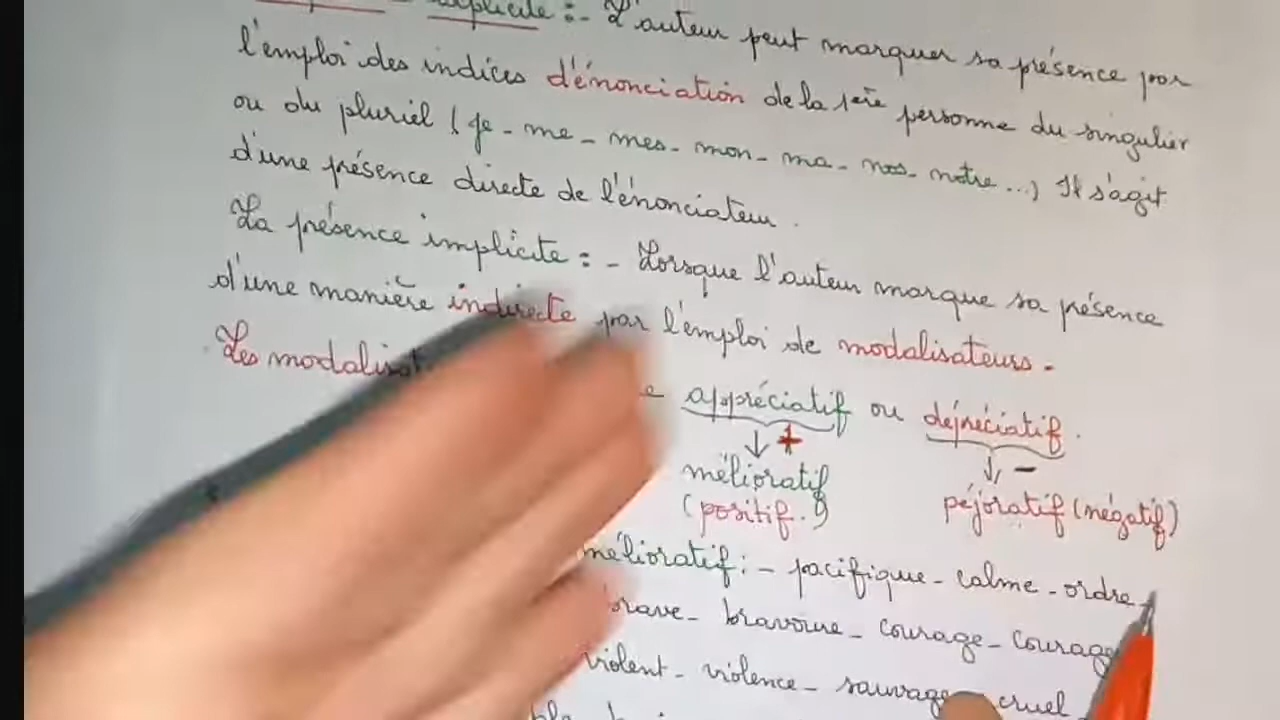 explicite :- L'auteur peut marquer sa présence par
l'emploi des indices d'énonciation de la 1ère personne du singulier
ou du pluriel (je - me - mes - mon - ma - nos - notre ...) Il s'agit
d'une présence directe de l'énonciateur.
La présence implicite : - Lorsque l'auteur marque sa présence
d'une manière indirecte par l'emploi de modalisateurs.
Les appréciatif ou dépréciatif.
↓ + ↓ -
mélioratif péjoratif (négatif)
(positif.)
mélioratif : - pacifique - calme - ordre -
brave - bravoure - courage - courag
violent - violence - sauvage cruel